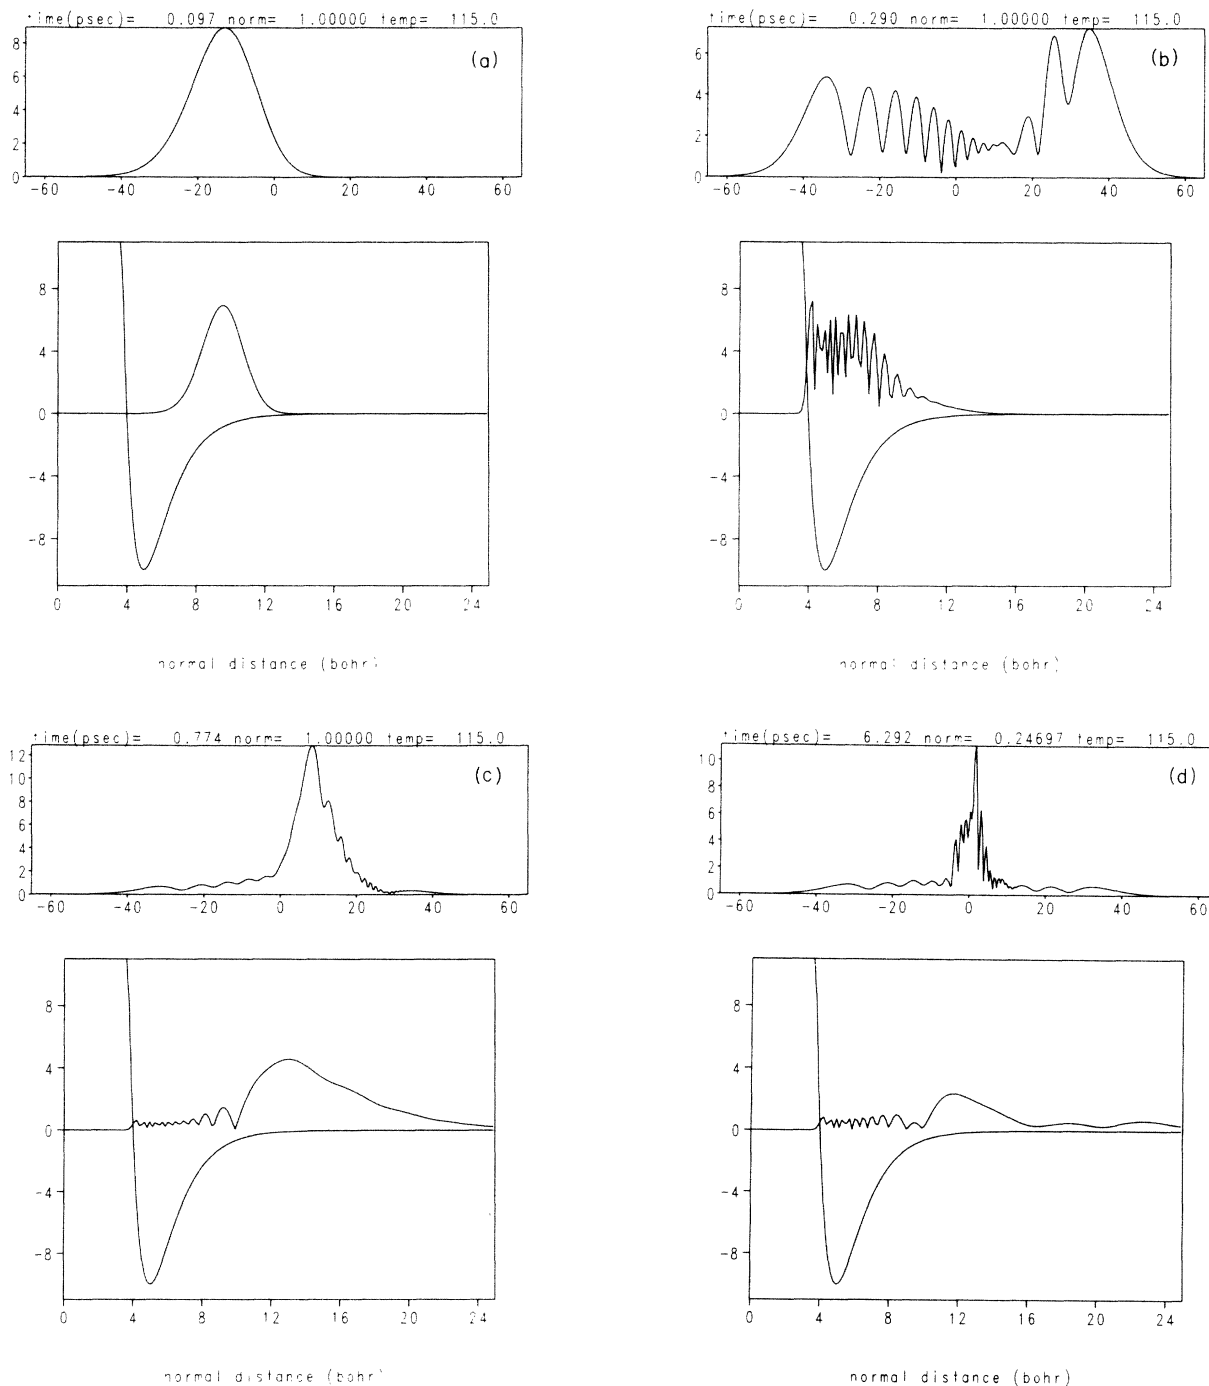 time(psec)= 0.097 norm= 1.00000 temp= 115.0
(a)
8
6
4
2
0
-60 -40 -20 0 20 40 60
8
4
0
-4
-8
0 4 8 12 16 20 24
normal distance (bohr)
time(psec)= 0.290 norm= 1.00000 temp= 115.0
(b)
6
4
2
0
-60 -40 -20 0 20 40 60
8
4
0
-4
-8
0 4 8 12 16 20 24
normal distance (bohr)
time(psec)= 0.774 norm= 1.00000 temp= 115.0
(c)
12
10
8
6
4
2
0
-60 -40 -20 0 20 40 60
8
4
0
-4
-8
0 4 8 12 16 20 24
normal distance (bohr)
time(psec)= 6.292 norm= 0.24697 temp= 115.0
(d)
10
8
6
4
2
0
-60 -40 -20 0 20 40 60
8
4
0
-4
-8
0 4 8 12 16 20 24
normal distance (bohr)